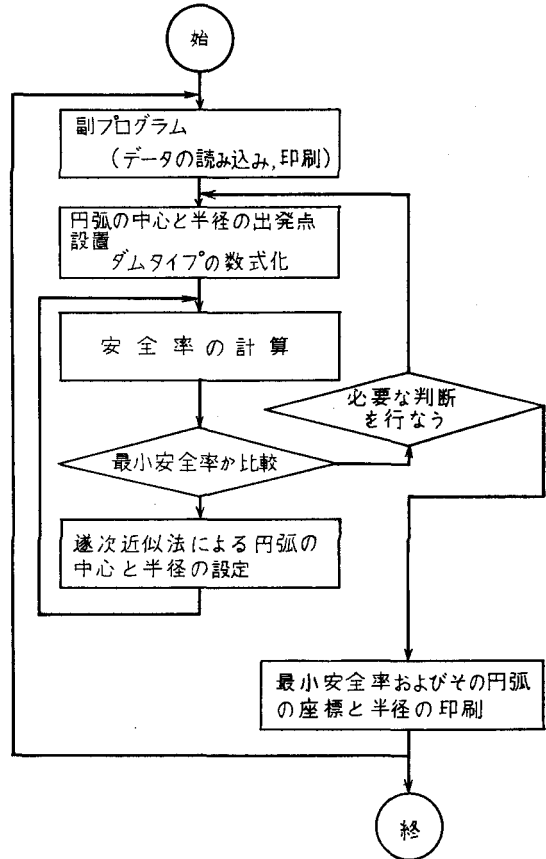 始
副プログラム
(データの読み込み,印刷)
円弧の中心と半径の出発点
設置
ダムタイプの数式化
安全率の計算
必要な判断
を行なう
最小安全率か比較
遂次近似法による円弧の
中心と半径の設定
最小安全率およびその円弧
の座標と半径の印刷
終